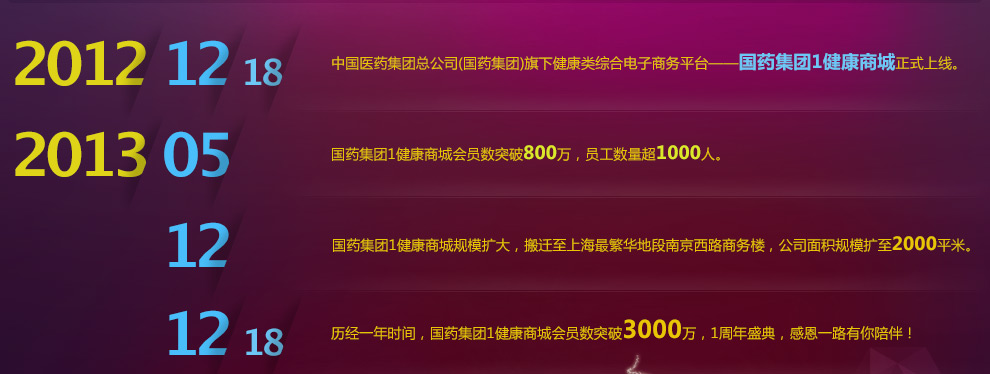 2012 12 18 中国医药集团总公司(国药集团)旗下健康类综合电子商务平台——国药集团1健康商城正式上线。
2013 05 国药集团1健康商城会员数突破800万，员工数量超1000人。
12 国药集团1健康商城规模扩大，搬迁至上海最繁华地段南京西路商务楼，公司面积规模扩至2000平米。
12 18 历经一年时间，国药集团1健康商城会员数突破3000万，1周年盛典，感恩一路有你陪伴！